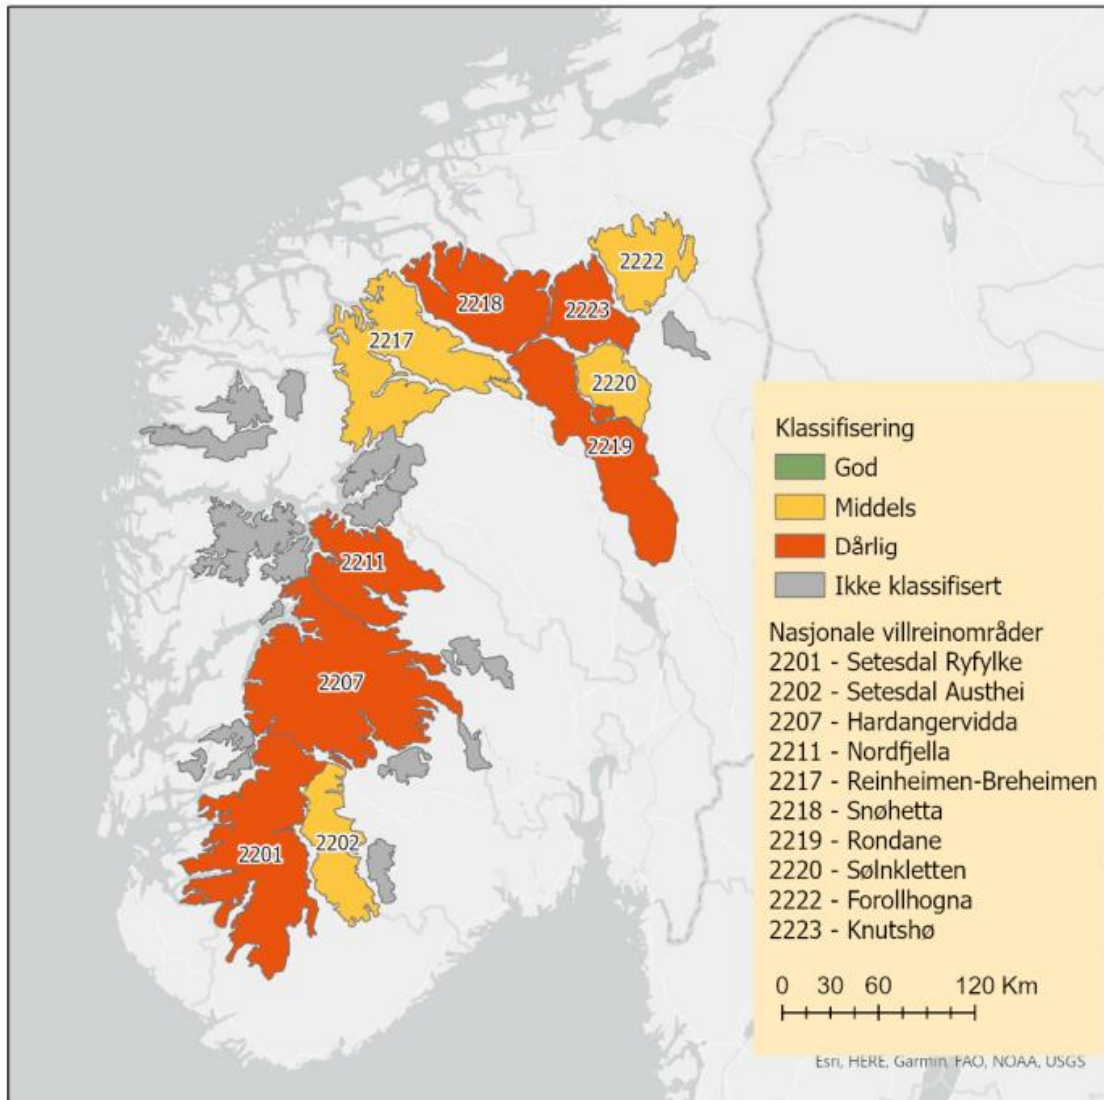 2222
2218
2223
2217
2220
2219
2211
2207
2202
2201
Klassifisering
God
Middels
Dårlig
Ikke klassifisert
Nasjonale villreinområder
2201 - Setesdal Ryfylke
2202 - Setesdal Austhei
2207 - Hardangervidda
2211 - Nordfjella
2217 - Reinheimen-Breheimen
2218 - Snøhetta
2219 - Rondane
2220 - Sølnkletten
2222 - Forollhogna
2223 - Knutshø
0 30 60 120 Km
Esri, HERE, Garmin, FAO, NOAA, USGS